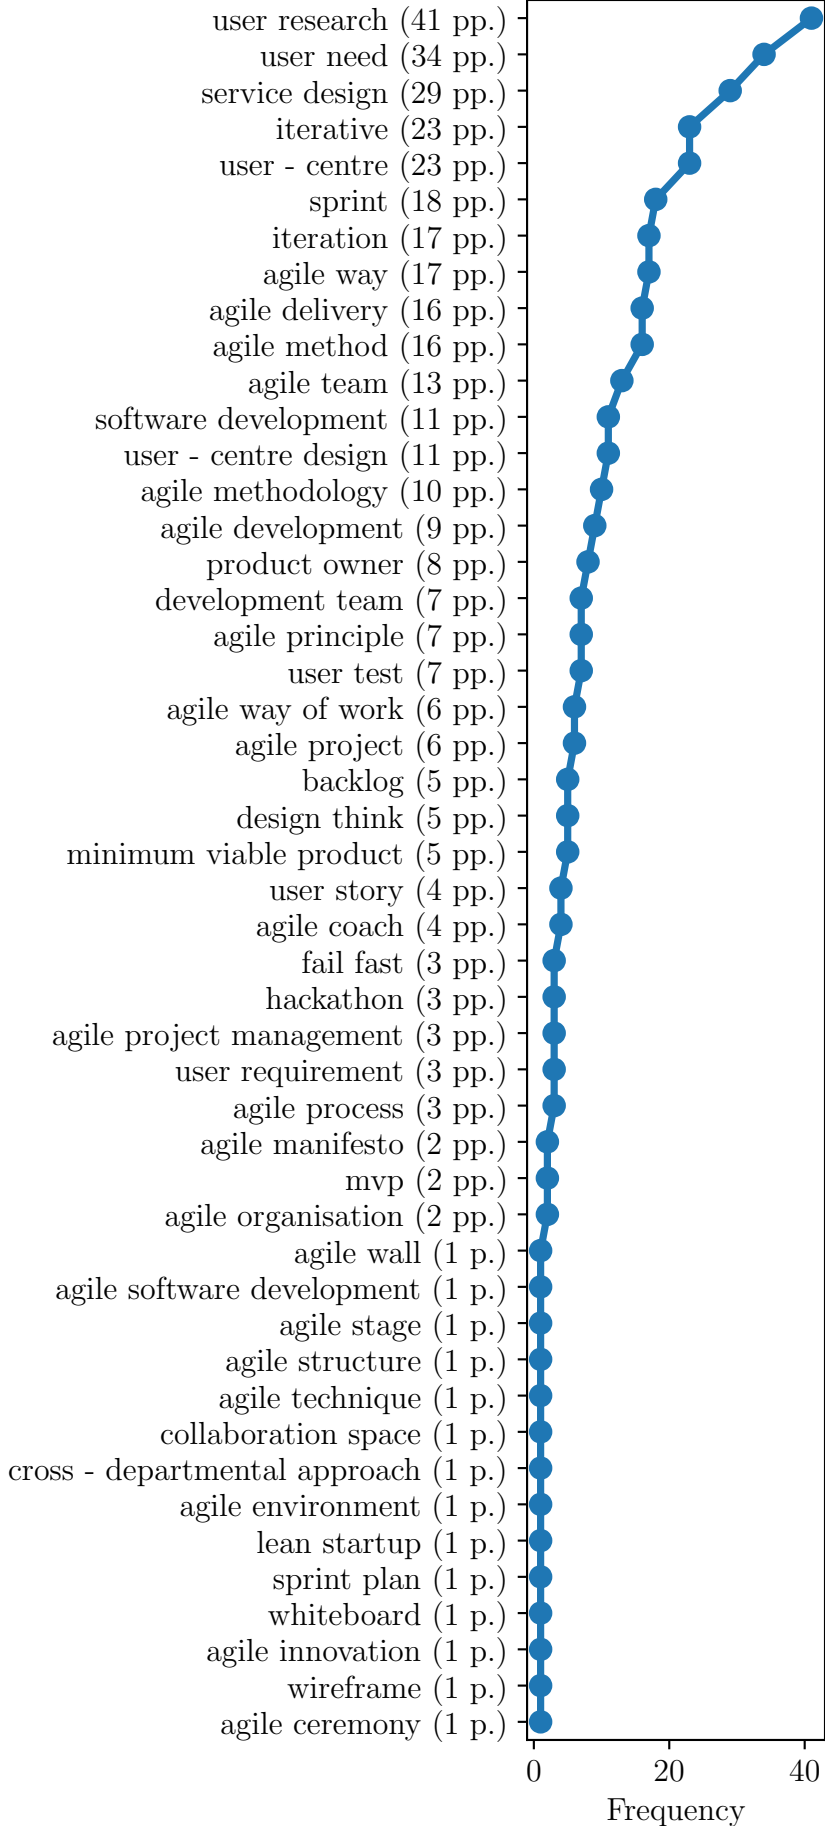 user research (41 pp.)
user need (34 pp.)
service design (29 pp.)
iterative (23 pp.)
user - centre (23 pp.)
sprint (18 pp.)
iteration (17 pp.)
agile way (17 pp.)
agile delivery (16 pp.)
agile method (16 pp.)
agile team (13 pp.)
software development (11 pp.)
user - centre design (11 pp.)
agile methodology (10 pp.)
agile development (9 pp.)
product owner (8 pp.)
development team (7 pp.)
agile principle (7 pp.)
user test (7 pp.)
agile way of work (6 pp.)
agile project (6 pp.)
backlog (5 pp.)
design think (5 pp.)
minimum viable product (5 pp.)
user story (4 pp.)
agile coach (4 pp.)
fail fast (3 pp.)
hackathon (3 pp.)
agile project management (3 pp.)
user requirement (3 pp.)
agile process (3 pp.)
agile manifesto (2 pp.)
mvp (2 pp.)
agile organisation (2 pp.)
agile wall (1 p.)
agile software development (1 p.)
agile stage (1 p.)
agile structure (1 p.)
agile technique (1 p.)
collaboration space (1 p.)
cross - departmental approach (1 p.)
agile environment (1 p.)
lean startup (1 p.)
sprint plan (1 p.)
whiteboard (1 p.)
agile innovation (1 p.)
wireframe (1 p.)
agile ceremony (1 p.)
0 20 40
Frequency